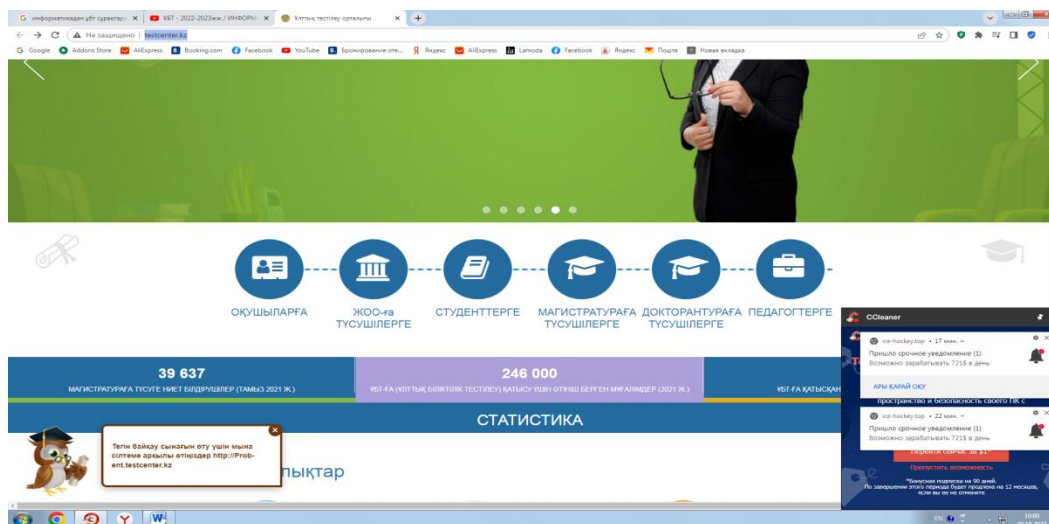 информатикадан ұбт сұрақтар
ҰБТ - 2022-2023жж / ИНФОРМ
Ұлттық тестілеу орталығы
Не защищено
testcenter.kz
Google
Addons Store
AliExpress
Booking.com
Facebook
YouTube
Бронирование оте...
Яндекс
AliExpress
Lamoda
Facebook
Яндекс
Почта
Новая вкладка
ОҚУШЫЛАРҒА
ЖОО-ға
ТҮСУШІЛЕРГЕ
СТУДЕНТТЕРГЕ
МАГИСТРАТУРАҒА
ТҮСУШІЛЕРГЕ
ДОКТОРАНТУРАҒА
ТҮСУШІЛЕРГЕ
ПЕДАГОГТЕРГЕ
39 637
МАГИСТРАТУРАҒА ТҮСУГЕ НИЕТ БІЛДІРУШІЛЕР (ТАМЫЗ 2021 Ж.)
246 000
ҰБТ-ҒА (ҰЛТТЫҚ БІЛІКТІЛІК ТЕСТІЛЕУ) ҚАТЫСУ ҮШІН ӨТІНІШ БЕРГЕН МҰҒАЛІМДЕР (2021 Ж.)
ҰБТ-ҒА ҚАТЫСҚАН
СТАТИСТИКА
Тегін байқау сынағын өту үшін мына
сілтеме арқылы өтіңіздер http://Prob-
ent.testcenter.kz
лықтар
CCleaner
ice-hockey.top • 17 мин.
Пришло срочное уведомление (1)
Возможно зарабатывать 721$ в день
АРЫ ҚАРАЙ ОҚУ
пространство и безопасность своего ПК с
ice-hockey.top • 22 мин.
Пришло срочное уведомление (1)
Возможно зарабатывать 721$ в день
Перейти сейчас за $1*
Пропустить возможность
*Бонусная подписка на 90 дней.
По завершении этого периода будет продлена на 12 месяцев,
если вы ее не отмените
EN